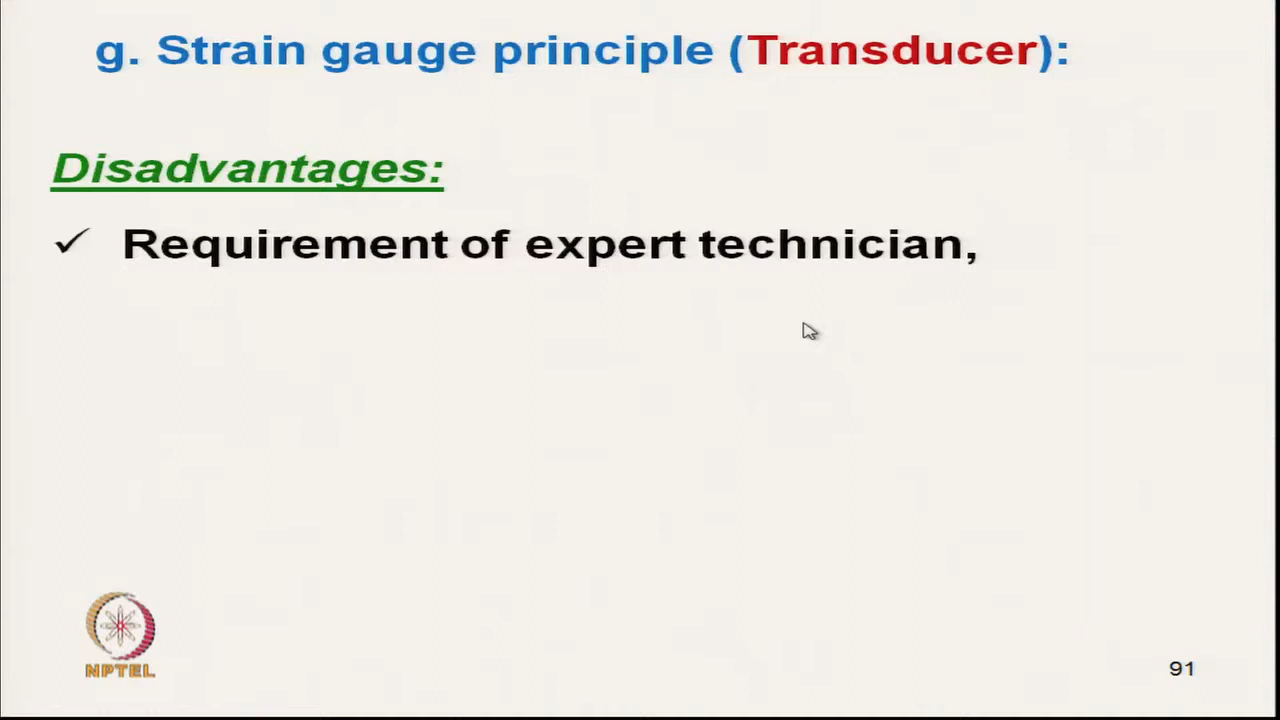 g. Strain gauge principle (Transducer):
Disadvantages:
✓ Requirement of expert technician,
NPTEL
91